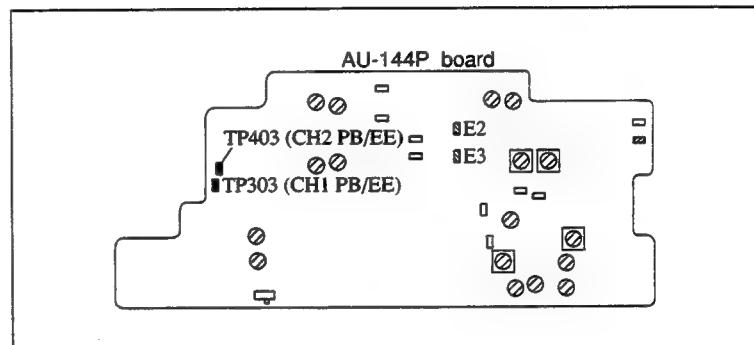 AU-144P board
E2
TP403 (CH2 PB/EE)
E3
TP303 (CH1 PB/EE)